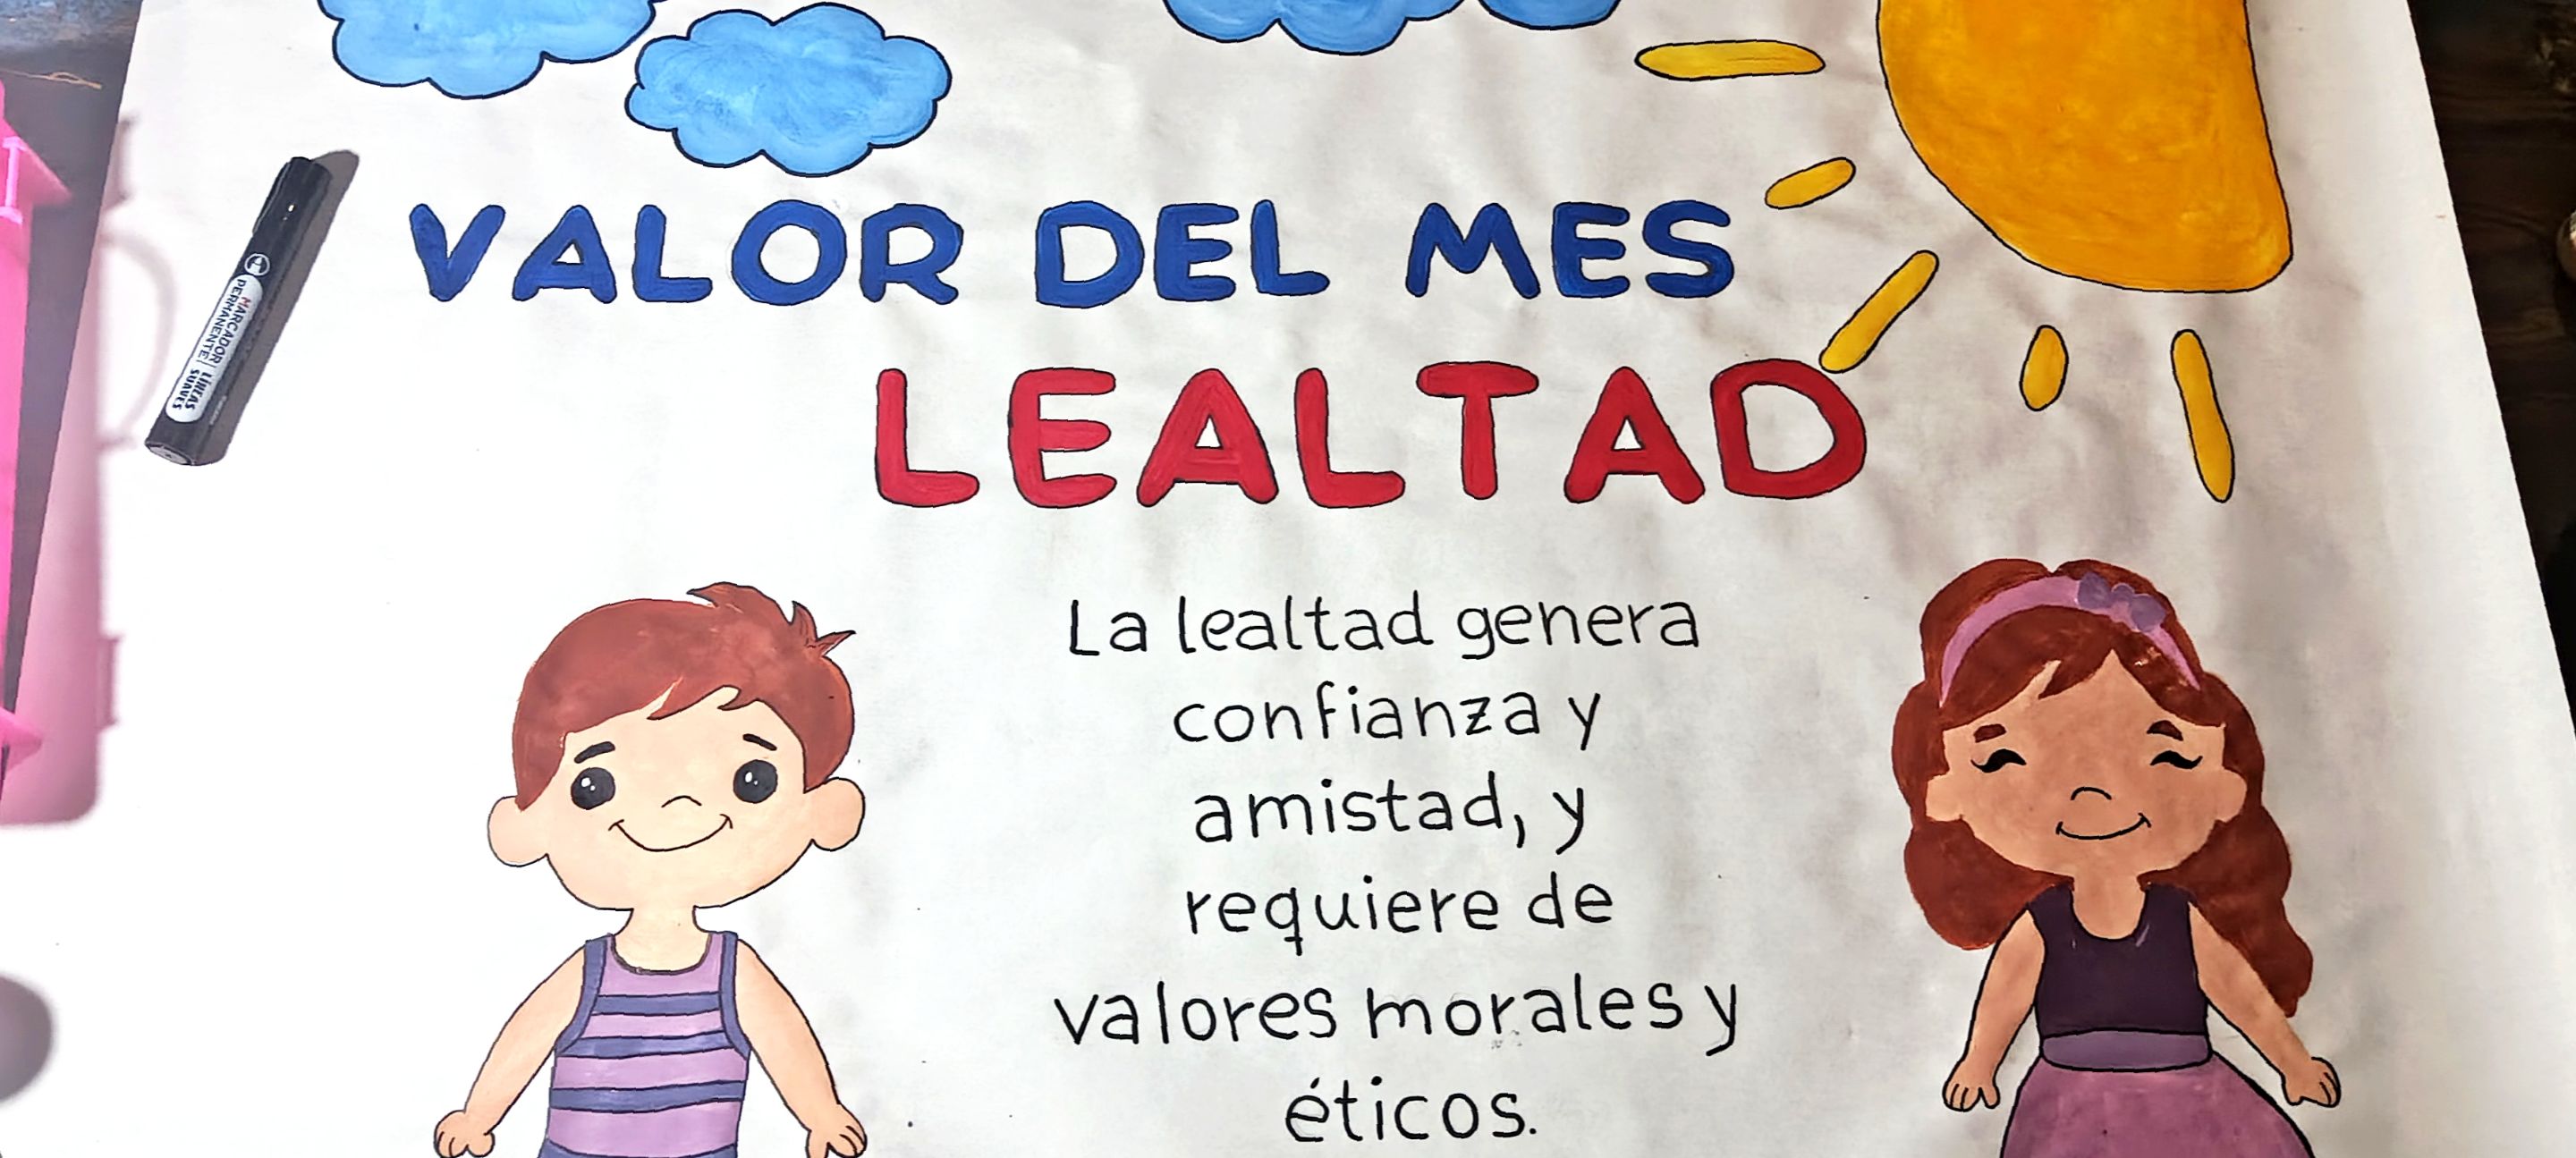 VALOR DEL MES
LEALTAD
La lealtad genera
confianza y
amistad, y
requiere de
valores morales y
éticos.
MARCADOR
PERMANENTE
LÍNEAS
SUAVES